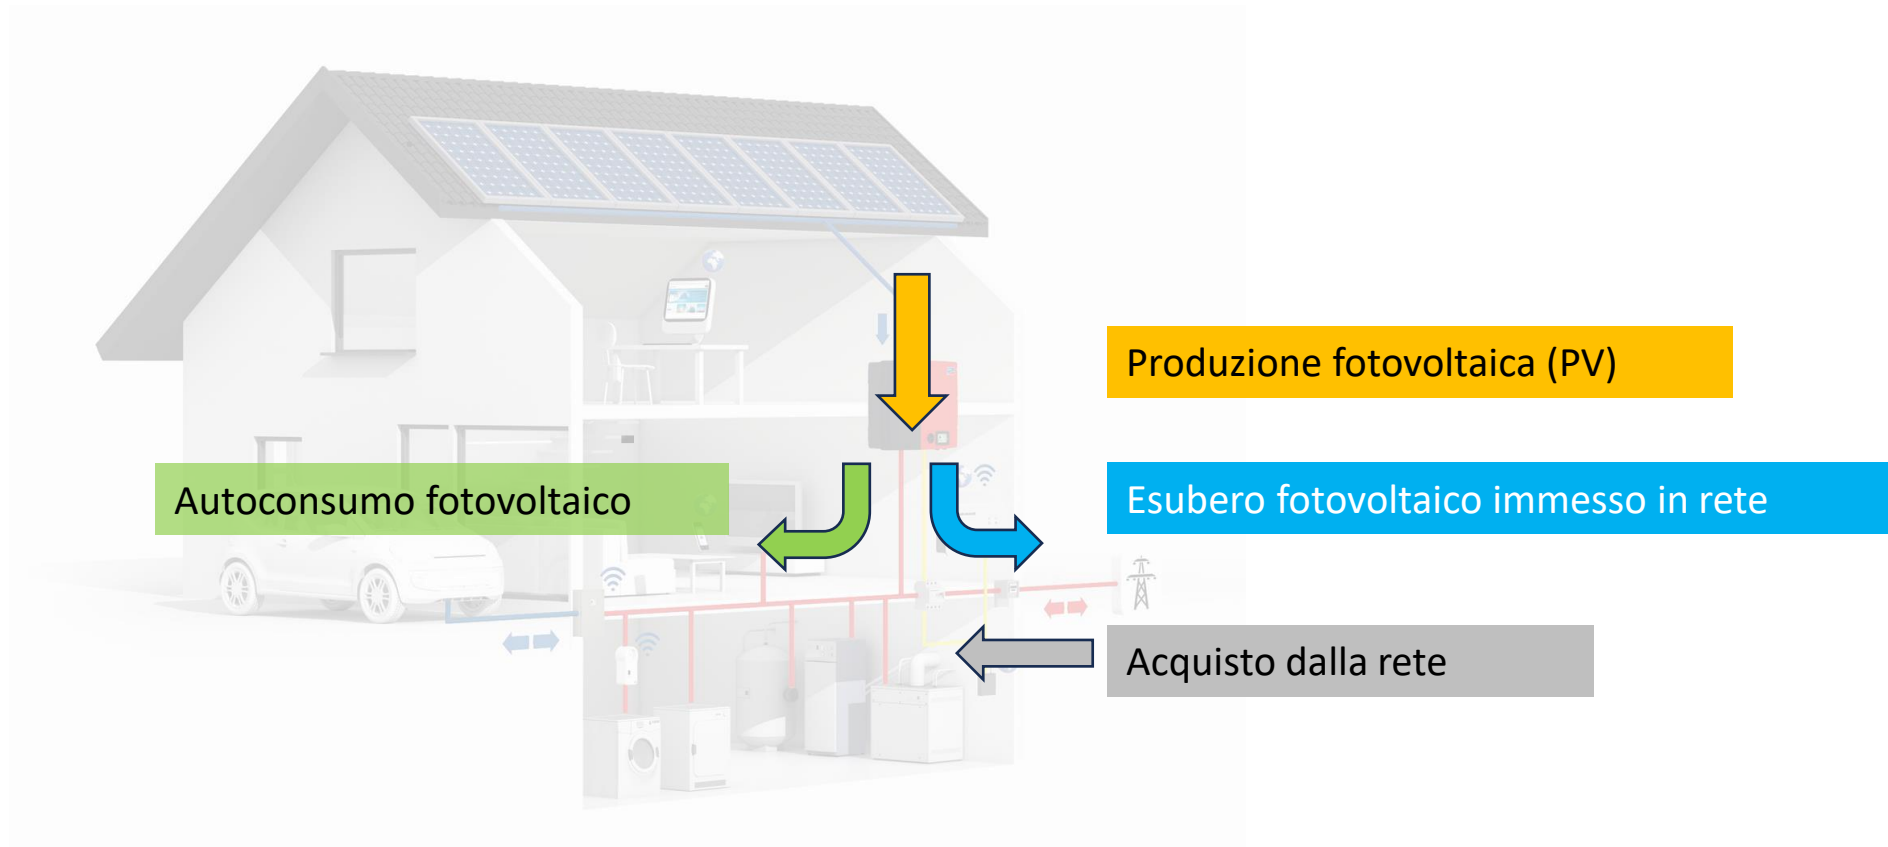 Produzione fotovoltaica (PV)
Autoconsumo fotovoltaico
Esubero fotovoltaico immesso in rete
Acquisto dalla rete